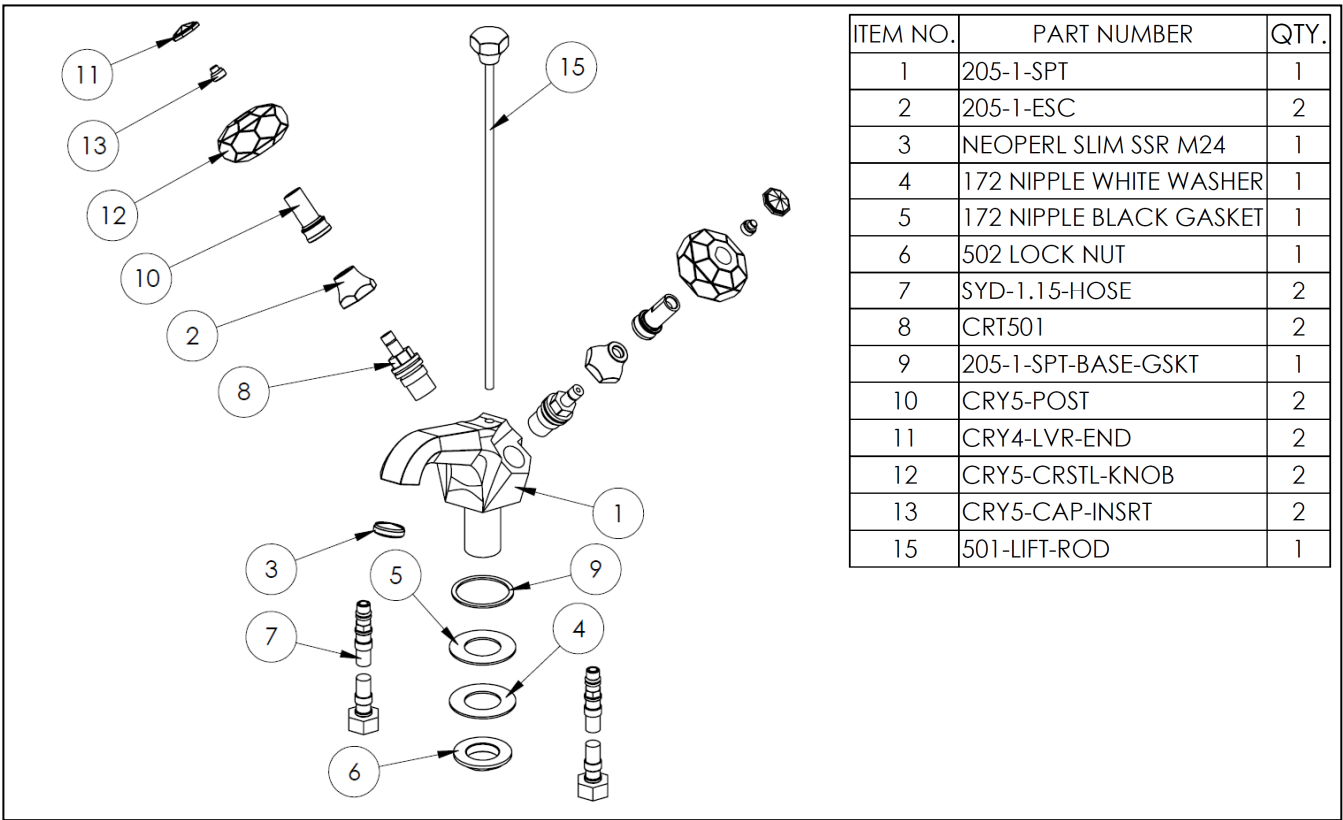 11
15
13
12
10
2
8
1
3
5
9
7
4
6
ITEM NO. PART NUMBER QTY.
1 205-1-SPT 1
2 205-1-ESC 2
3 NEOPERL SLIM SSR M24 1
4 172 NIPPLE WHITE WASHER 1
5 172 NIPPLE BLACK GASKET 1
6 502 LOCK NUT 1
7 SYD-1.15-HOSE 2
8 CRT501 2
9 205-1-SPT-BASE-GSKT 1
10 CRY5-POST 2
11 CRY4-LVR-END 2
12 CRY5-CRSTL-KNOB 2
13 CRY5-CAP-INSRT 2
15 501-LIFT-ROD 1